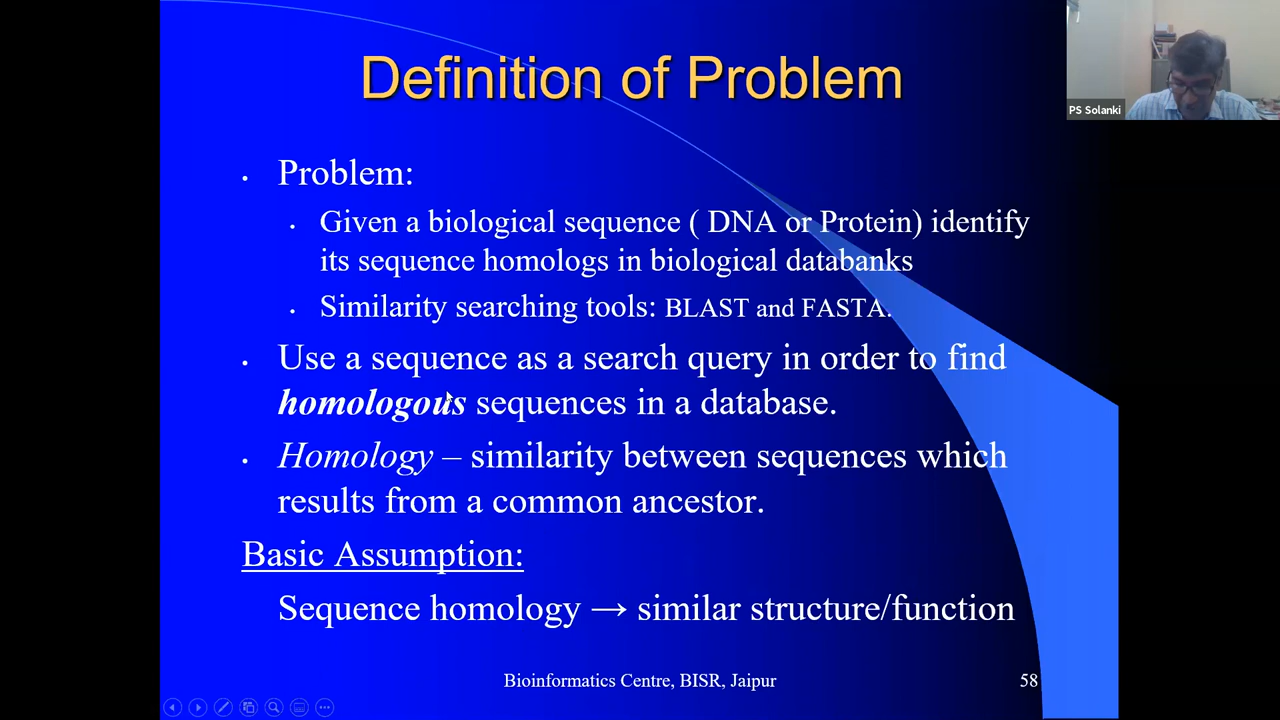 Definition of Problem
PS Solanki
• Problem:
• Given a biological sequence ( DNA or Protein) identify
its sequence homologs in biological databanks
• Similarity searching tools: BLAST and FASTA.
• Use a sequence as a search query in order to find
homologous sequences in a database.
• Homology – similarity between sequences which
results from a common ancestor.
Basic Assumption:
Sequence homology → similar structure/function
Bioinformatics Centre, BISR, Jaipur
58